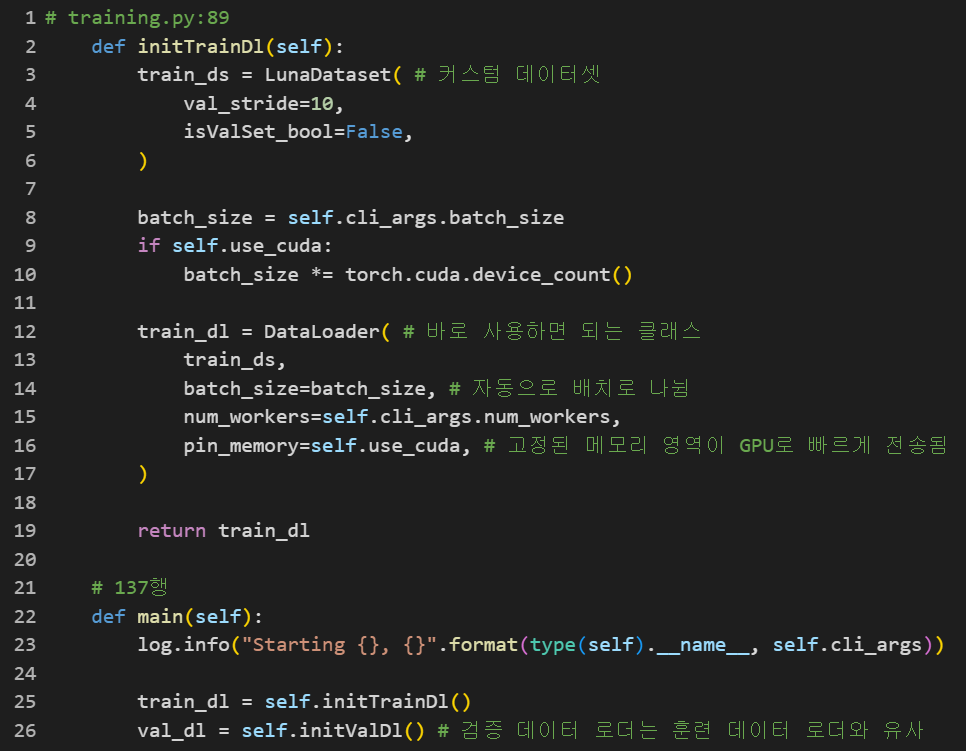 1 # training.py:89
2     def initTrainDl(self):
3         train_ds = LunaDataset( # 커스텀 데이터셋
4             val_stride=10,
5             isValSet_bool=False,
6         )
7
8         batch_size = self.cli_args.batch_size
9         if self.use_cuda:
10             batch_size *= torch.cuda.device_count()
11
12         train_dl = DataLoader( # 바로 사용하면 되는 클래스
13             train_ds,
14             batch_size=batch_size, # 자동으로 배치로 나뉨
15             num_workers=self.cli_args.num_workers,
16             pin_memory=self.use_cuda, # 고정된 메모리 영역이 GPU로 빠르게 전송됨
17         )
18
19         return train_dl
20
21     # 137행
22     def main(self):
23         log.info("Starting {}, {}".format(type(self).__name__, self.cli_args))
24
25         train_dl = self.initTrainDl()
26         val_dl = self.initValDl() # 검증 데이터 로더는 훈련 데이터 로더와 유사